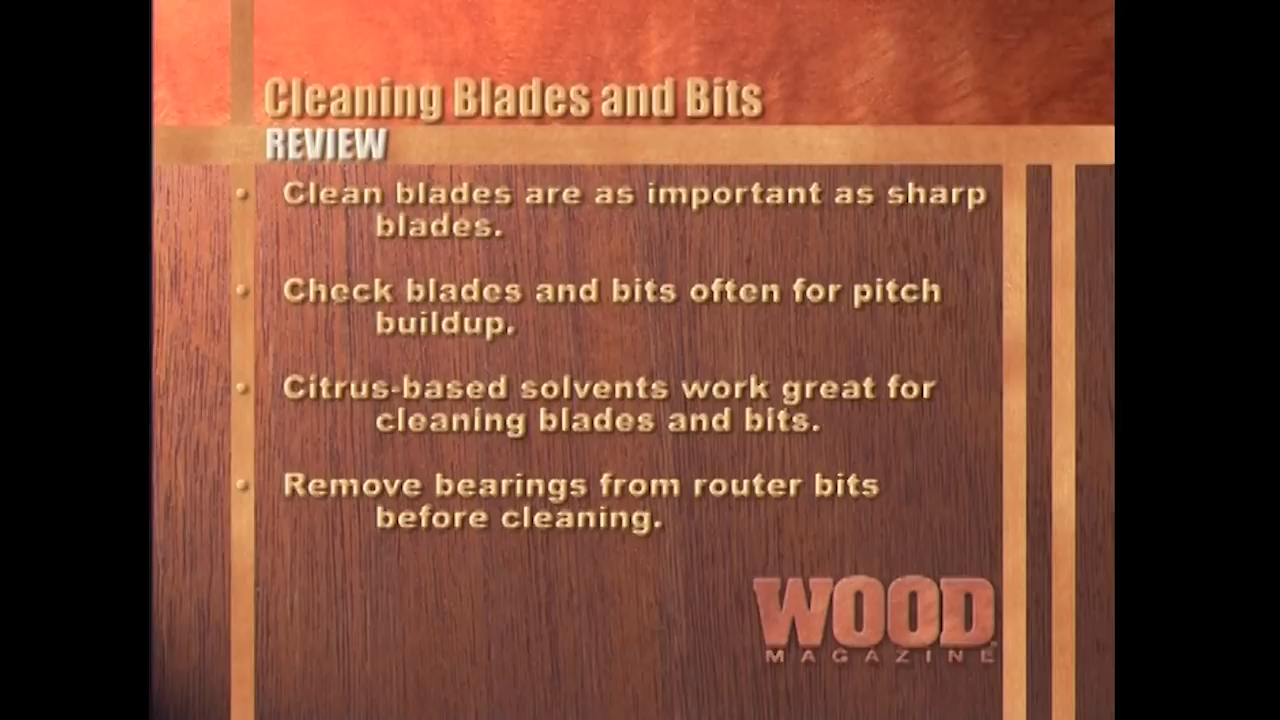 Cleaning Blades and Bits
REVIEW
• Clean blades are as important as sharp
blades.
• Check blades and bits often for pitch
buildup.
• Citrus-based solvents work great for
cleaning blades and bits.
• Remove bearings from router bits
before cleaning.
WOOD
MAGAZINE